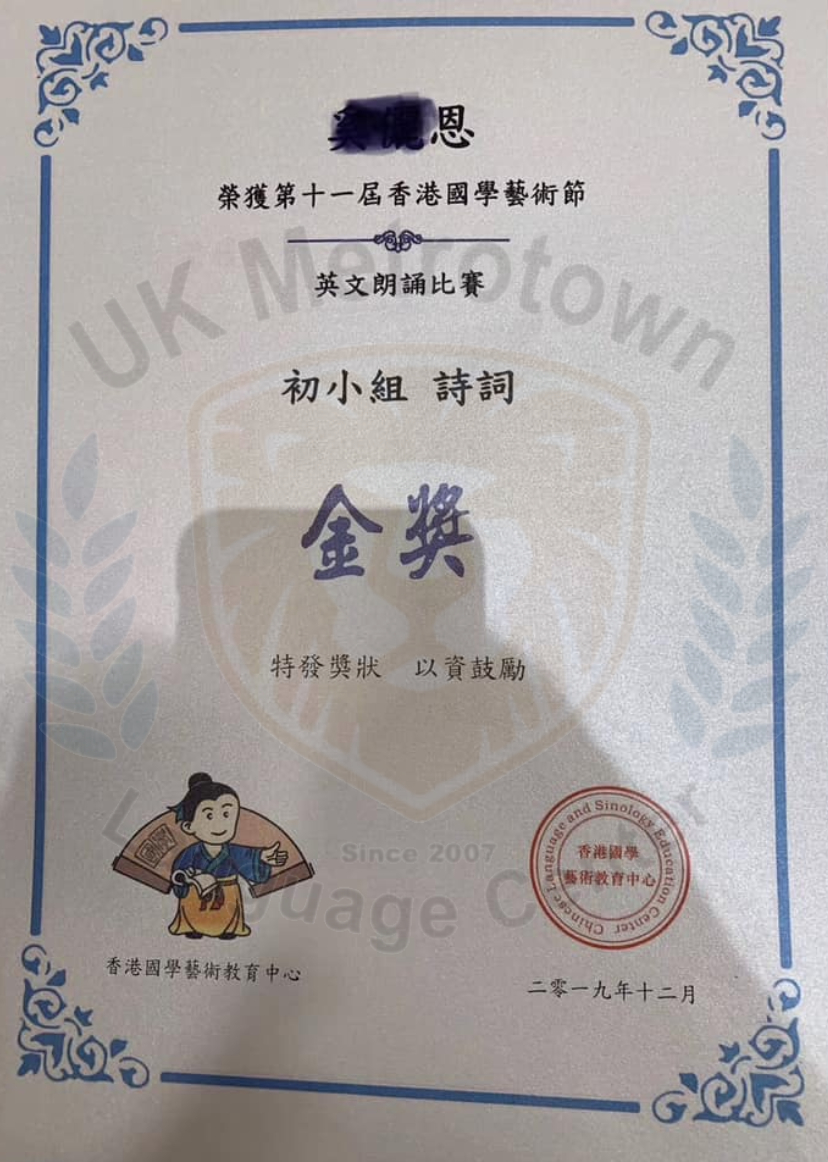 恩
榮獲第十一屆香港國學藝術節
英文朗誦比賽
初小組 詩詞
金獎
特發獎狀 以資鼓勵
香港國學藝術教育中心
Chinese Language and Sinology Education Center
香港國學
藝術教育中心
二零一九年十二月
UK Metrotown
Since 2007
Language Center